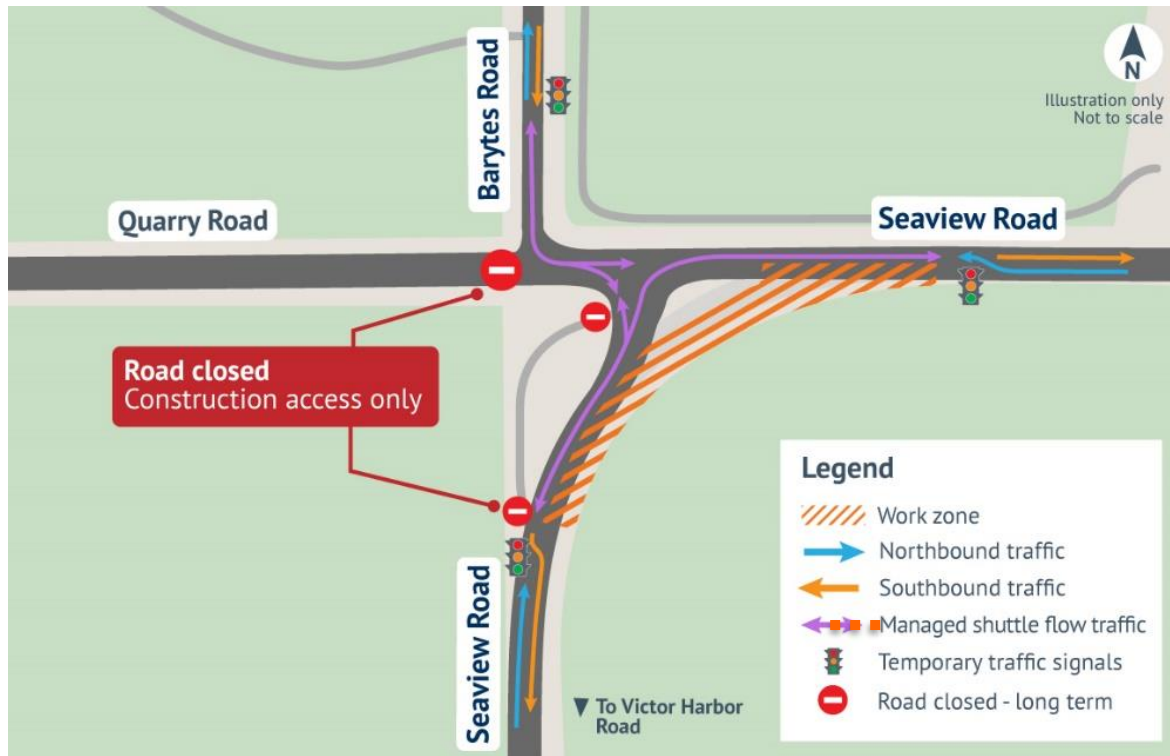 Barytes Road
N
Illustration only
Not to scale
Quarry Road
Seaview Road
Road closed
Construction access only
Seaview Road
▼ To Victor Harbor
Road
Legend
Work zone
Northbound traffic
Southbound traffic
Managed shuttle flow traffic
Temporary traffic signals
Road closed - long term